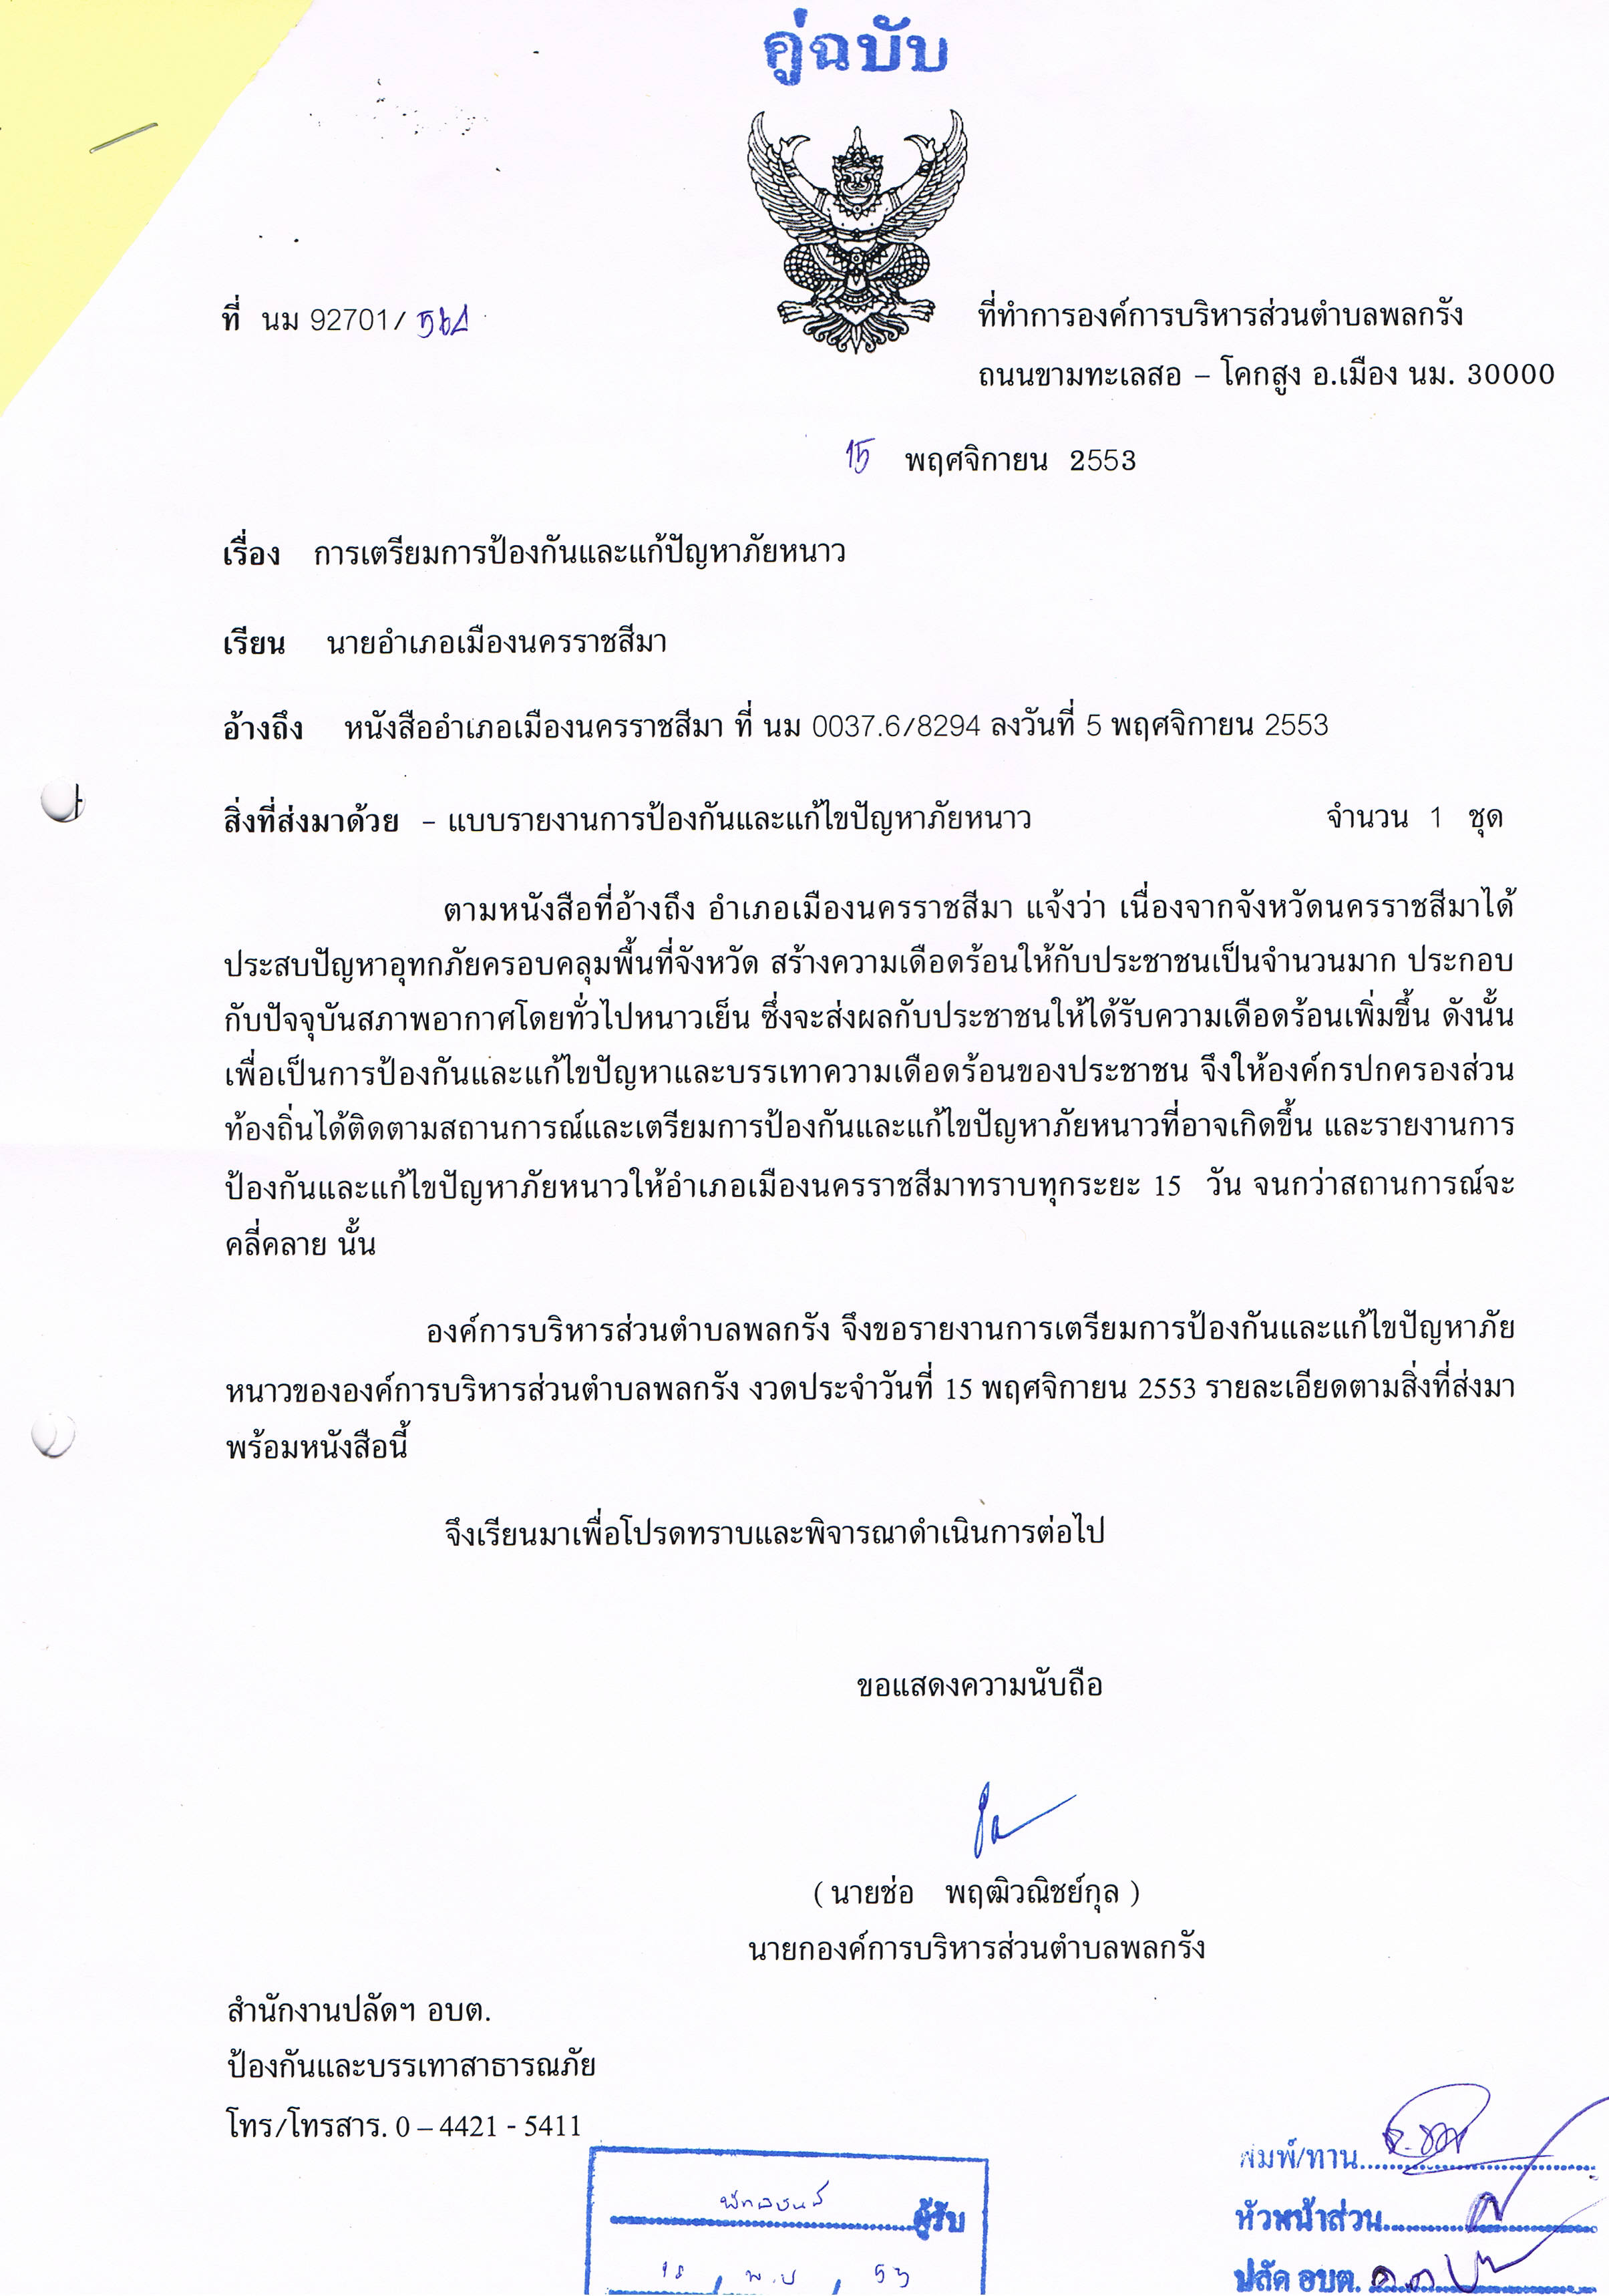 คู่ฉบับ
ที่ นม 92701/
ที่ทำการองค์การบริหารส่วนตำบลพลกรัง
ถนนขามทะเลสอ – โคกสูง อ.เมือง นม. 30000
15 พฤศจิกายน 2553
เรื่อง การเตรียมการป้องกันและแก้ปัญหาภัยหนาว
เรียน นายอำเภอเมืองนครราชสีมา
อ้างถึง หนังสืออำเภอเมืองนครราชสีมา ที่ นม 0037.6/8294 ลงวันที่ 5 พฤศจิกายน 2553
สิ่งที่ส่งมาด้วย – แบบรายงานการป้องกันและแก้ไขปัญหาภัยหนาว จำนวน 1 ชุด
ตามหนังสือที่อ้างถึง อำเภอเมืองนครราชสีมา แจ้งว่า เนื่องจากจังหวัดนครราชสีมาได้
ประสบปัญหาอุทกภัยครอบคลุมพื้นที่จังหวัด สร้างความเดือดร้อนให้กับประชาชนเป็นจำนวนมาก ประกอบ
กับปัจจุบันสภาพอากาศโดยทั่วไปหนาวเย็น ซึ่งจะส่งผลกับประชาชนให้ได้รับความเดือดร้อนเพิ่มขึ้น ดังนั้น
เพื่อเป็นการป้องกันและแก้ไขปัญหาและบรรเทาความเดือดร้อนของประชาชน จึงให้องค์กรปกครองส่วน
ท้องถิ่นได้ติดตามสถานการณ์และเตรียมการป้องกันและแก้ไขปัญหาภัยหนาวที่อาจเกิดขึ้น และรายงานการ
ป้องกันและแก้ไขปัญหาภัยหนาวให้อำเภอเมืองนครราชสีมาทราบทุกระยะ 15 วัน จนกว่าสถานการณ์จะ
คลี่คลาย นั้น
องค์การบริหารส่วนตำบลพลกรัง จึงขอรายงานการเตรียมการป้องกันและแก้ไขปัญหาภัย
หนาวขององค์การบริหารส่วนตำบลพลกรัง งวดประจำวันที่ 15 พฤศจิกายน 2553 รายละเอียดตามสิ่งที่ส่งมา
พร้อมหนังสือนี้
จึงเรียนมาเพื่อโปรดทราบและพิจารณาดำเนินการต่อไป
ขอแสดงความนับถือ
( นายช่อ พฤฒิวณิชย์กุล )
นายกองค์การบริหารส่วนตำบลพลกรัง
สำนักงานปลัดฯ อบต.
ป้องกันและบรรเทาสาธารณภัย
โทร/โทรสาร. 0 – 4421 - 5411
ผู้รับ
พ.ย / 53
พิมพ์/ทาน
หัวหน้าส่วน
ปลัด อบต.